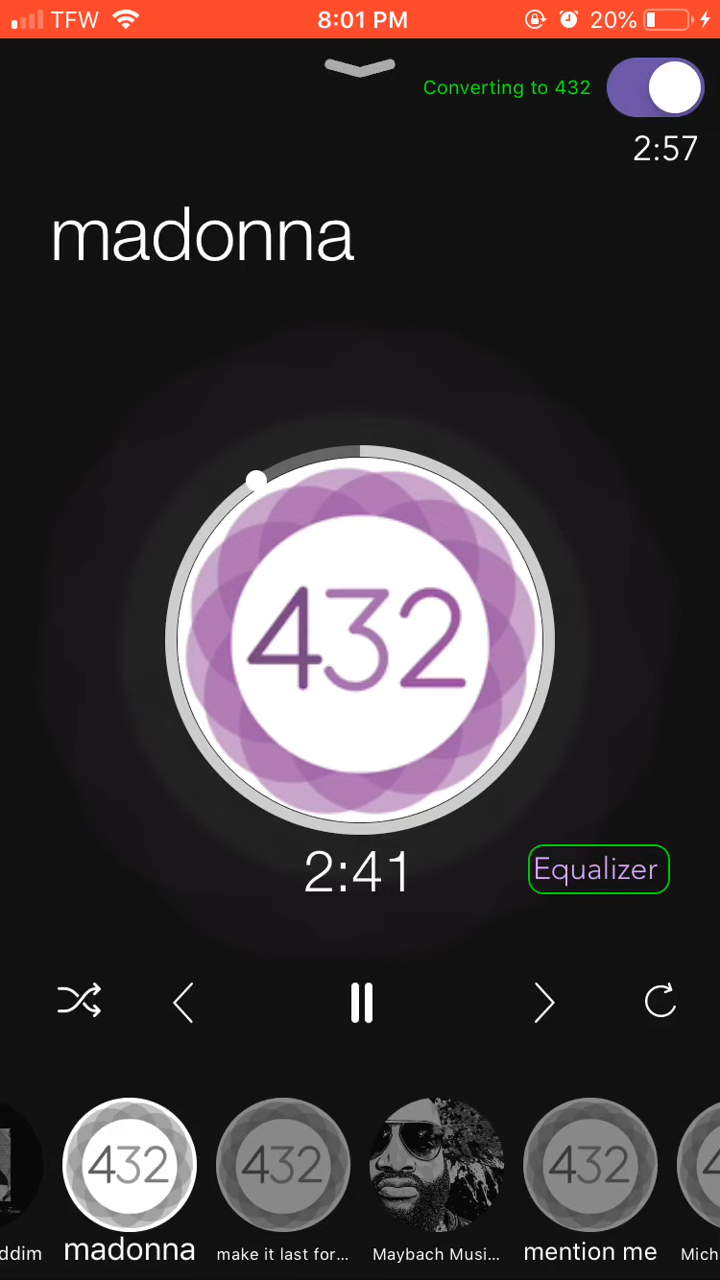 TFW 8:01 PM 20%
Converting to 432
2:57
madonna
432
2:41 Equalizer
432 432 432
ddim madonna make it last for... Maybach Musi... mention me Mich